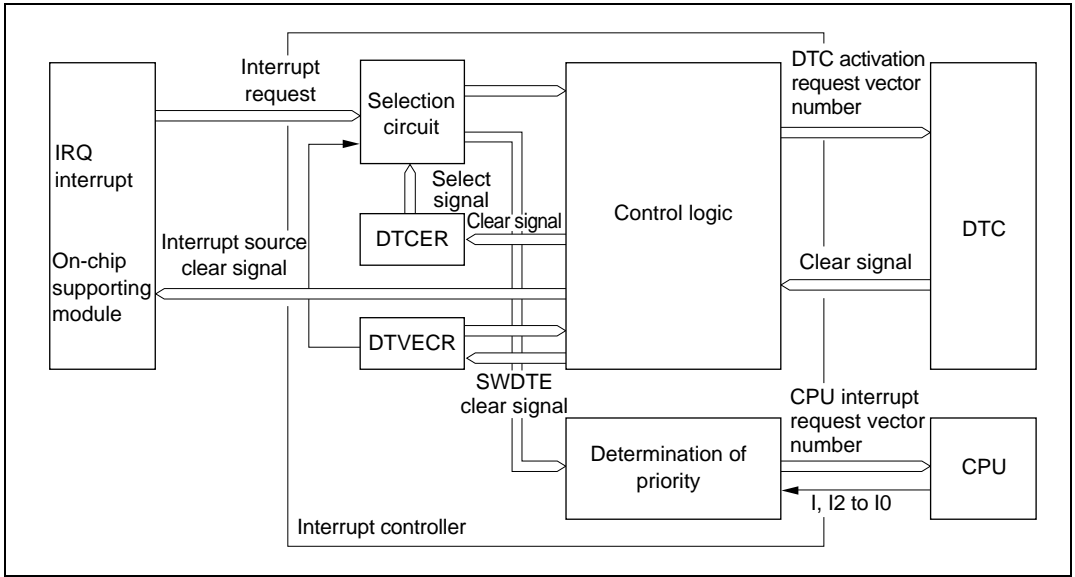 Interrupt
request
DTC activation
request vector
number
Selection
circuit
IRQ
interrupt
Select
signal
Control logic
DTC
DTCER
Clear signal
Interrupt source
clear signal
On-chip
supporting
module
Clear signal
DTVECR
SWDTE
clear signal
CPU interrupt
request vector
number
Determination of
priority
CPU
I, I2 to I0
Interrupt controller